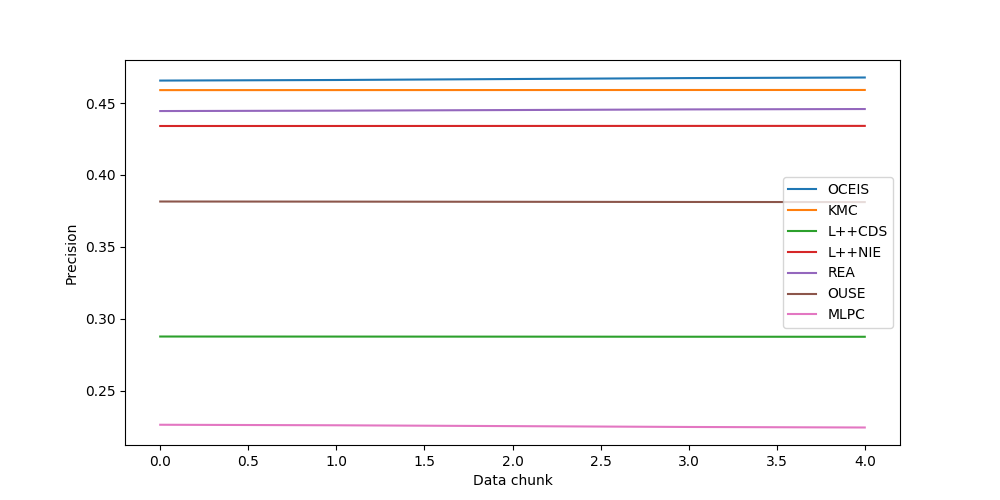 0.45
0.40
0.35
0.30
0.25
Precision
OCEIS
KMC
L++CDS
L++NIE
REA
OUSE
MLPC
0.0 0.5 1.0 1.5 2.0 2.5 3.0 3.5 4.0
Data chunk